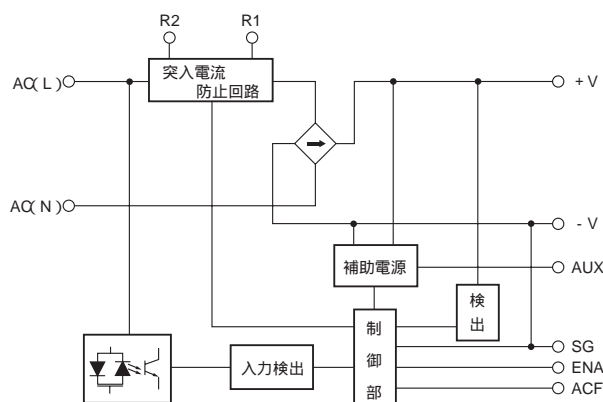 R2
R1
AC(L)
突入電流
防止回路
+V
AC(N)
-V
補助電源
AUX
検出
制御部
SG
入力検出
ENA
ACF